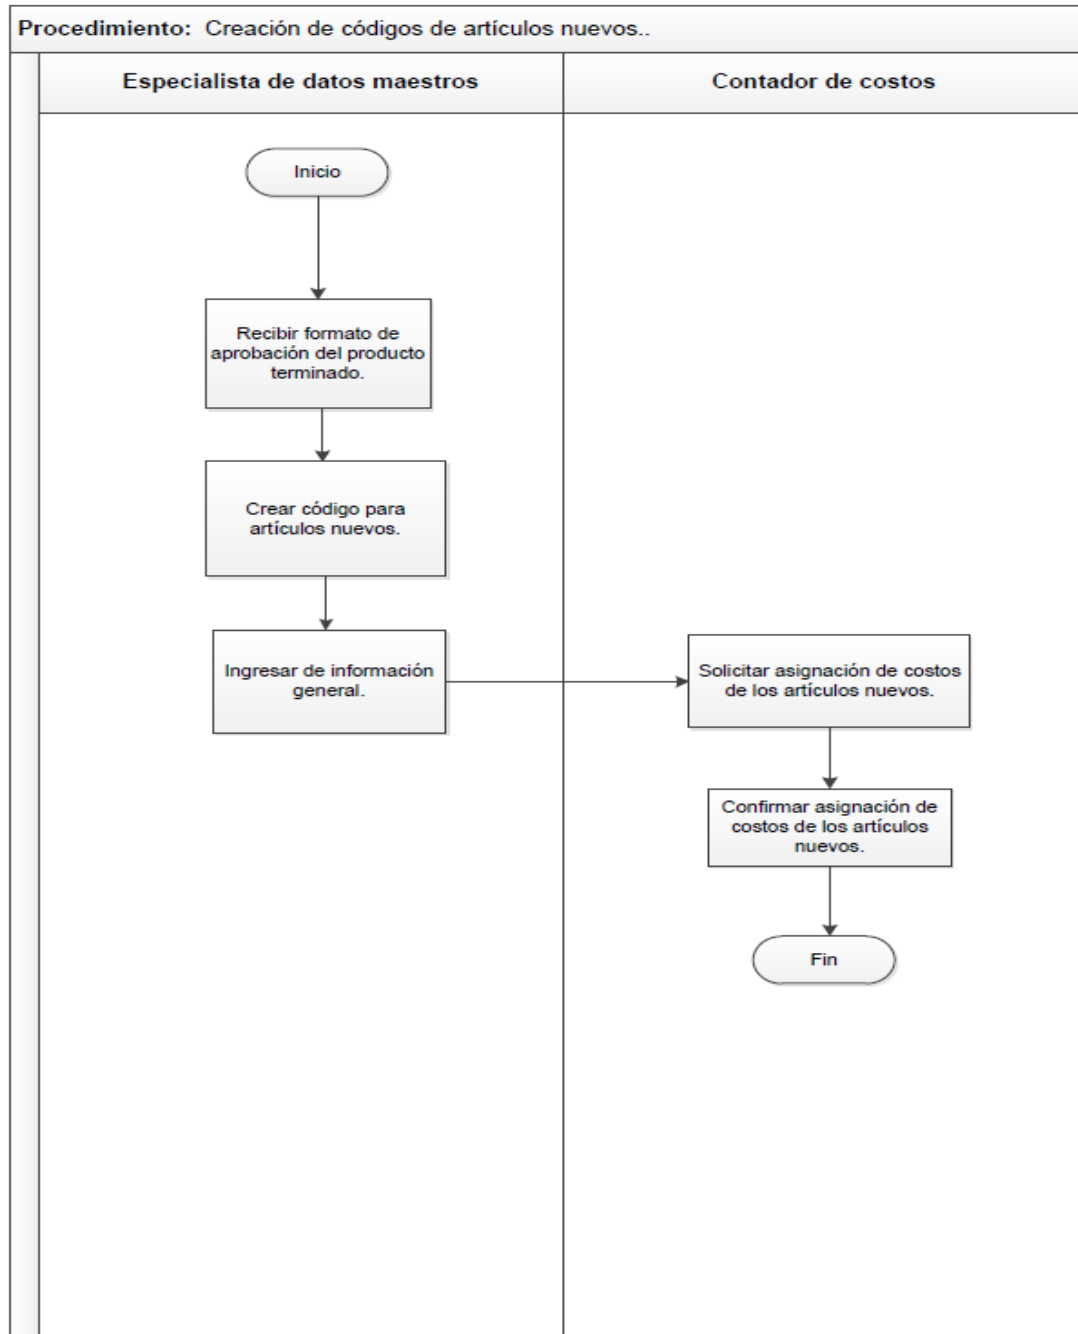 Procedimiento: Creación de códigos de artículos nuevos..
Especialista de datos maestros
Contador de costos
Inicio
Recibir formato de
aprobación del producto
terminado.
Crear código para
artículos nuevos.
Ingresar de información
general.
Solicitar asignación de costos
de los artículos nuevos.
Confirmar asignación de
costos de los artículos
nuevos.
Fin